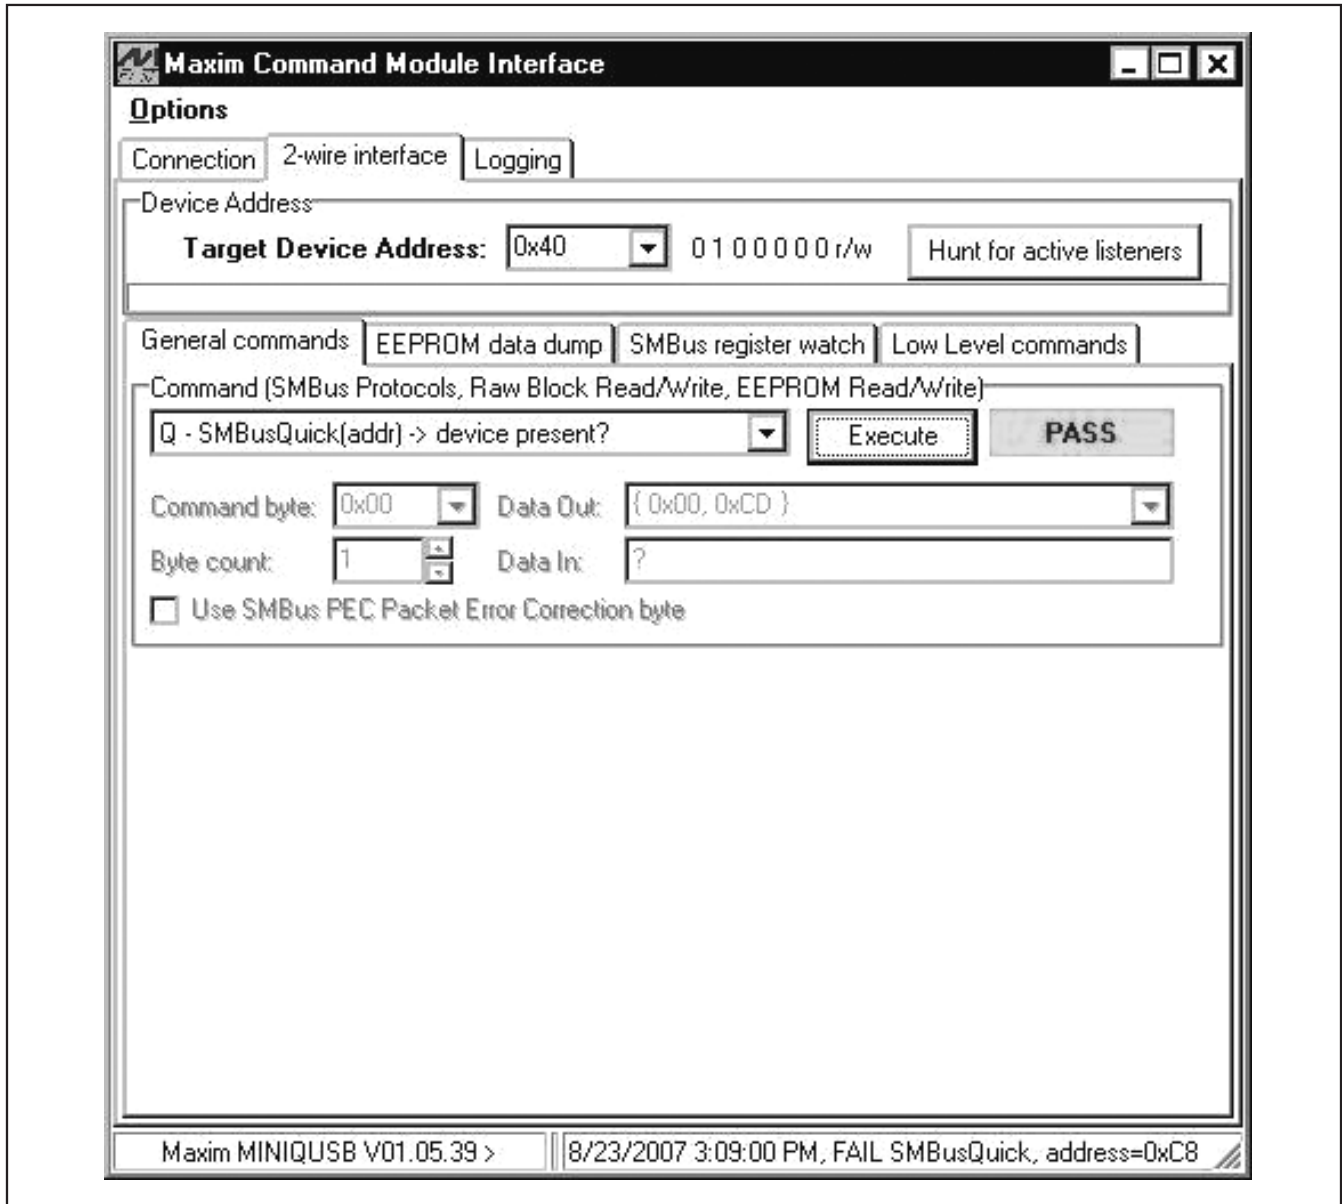 Maxim Command Module Interface
Options
Connection 2-wire interface Logging
Device Address
Target Device Address: 0x40 0 1 0 0 0 0 0 r/w Hunt for active listeners
General commands EEPROM data dump SMBus register watch Low Level commands
Command (SMBus Protocols, Raw Block Read/Write, EEPROM Read/Write)
Q - SMBusQuick(addr) -> device present? Execute PASS
Command byte: 0x00 Data Out: { 0x00, 0xCD }
Byte count: 1 Data In: ?
Use SMBus PEC Packet Error Correction byte
Maxim MINIQUSB V01.05.39 > 8/23/2007 3:09:00 PM, FAIL SMBusQuick, address=0xC8